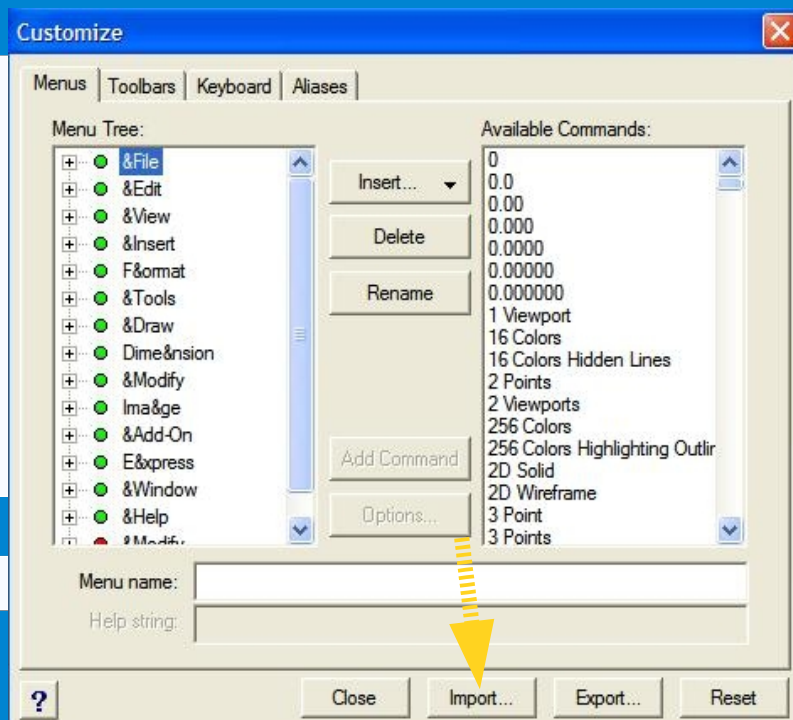 Customize
Menus Toolbars Keyboard Aliases
Menu Tree:
&File
&Edit
&View
&Insert
F&ormat
&Tools
&Draw
Dime&nsion
&Modify
Ima&ge
&Add-On
E&xpress
&Window
&Help
&Modify
Insert...
Delete
Rename
Add Command
Options...
Available Commands:
0
0.0
0.00
0.000
0.0000
0.00000
0.000000
1 Viewport
16 Colors
16 Colors Hidden Lines
2 Points
2 Viewports
256 Colors
256 Colors Highlighting Outlir
2D Solid
2D Wireframe
3 Point
3 Points
Menu name:
Help string:
? Close Import... Export... Reset